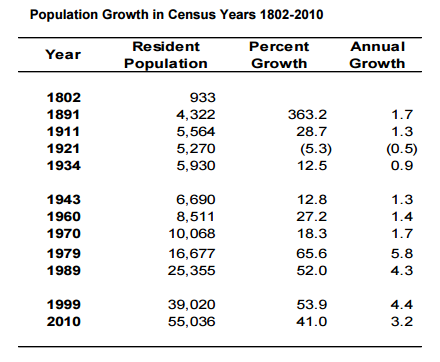 Population Growth in Census Years 1802-2010
Year Resident Population Percent Growth Annual Growth
1802 933
1891 4,322 363.2 1.7
1911 5,564 28.7 1.3
1921 5,270 (5.3) (0.5)
1934 5,930 12.5 0.9
1943 6,690 12.8 1.3
1960 8,511 27.2 1.4
1970 10,068 18.3 1.7
1979 16,677 65.6 5.8
1989 25,355 52.0 4.3
1999 39,020 53.9 4.4
2010 55,036 41.0 3.2